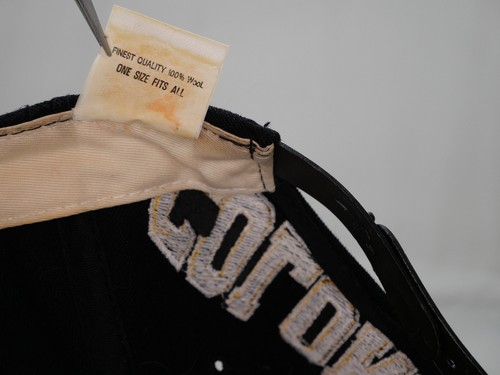 FINEST QUALITY 100% WOOL
ONE SIZE FITS ALL